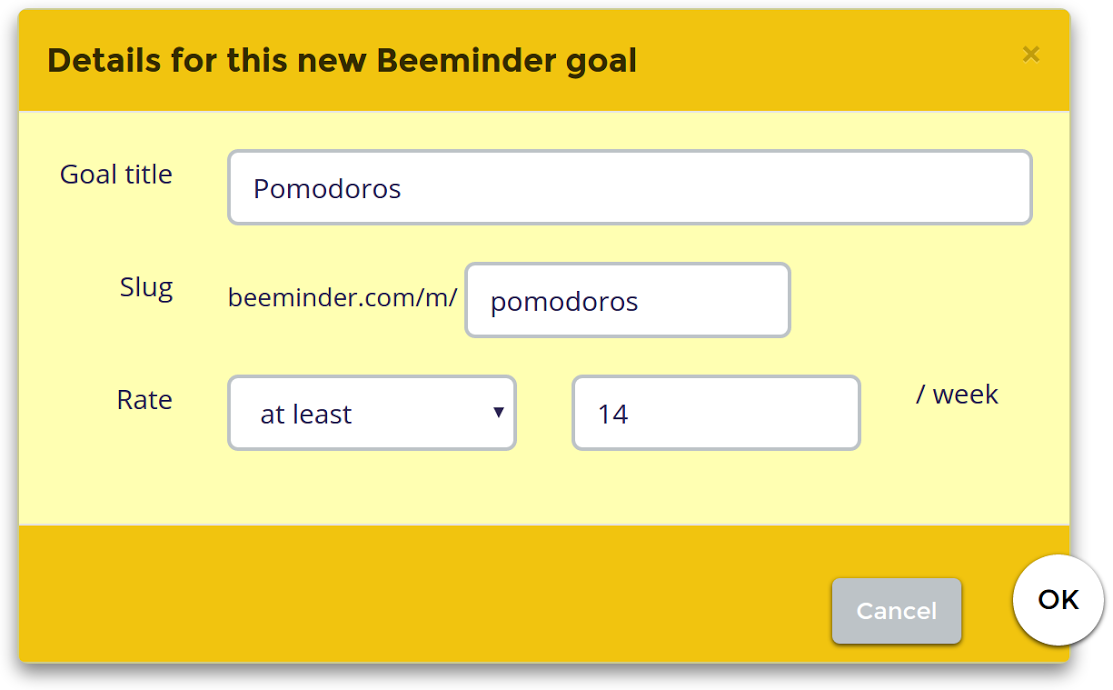 Details for this new Beeminder goal ×
Goal title Pomodoros
Slug beeminder.com/m/ pomodoros
Rate at least 14 / week
Cancel OK